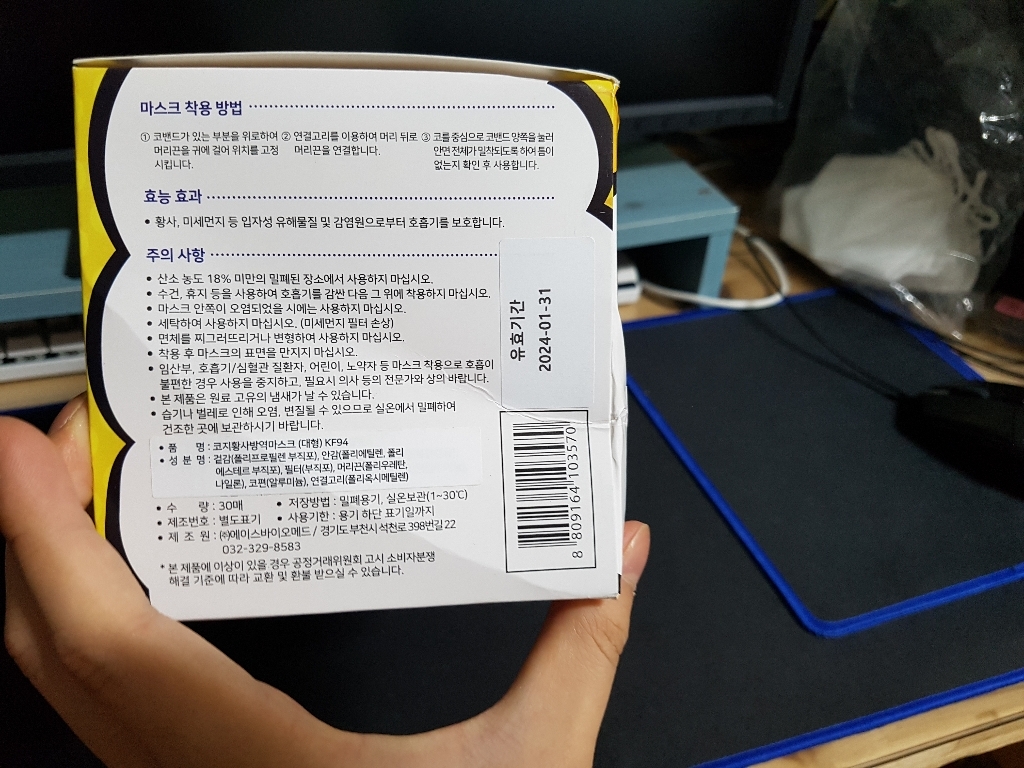 마스크 착용 방법
① 코밴드가 있는 부분을 위로하여 머리끈을 귀에 걸어 위치를 고정시킵니다.
② 연결고리를 이용하여 머리 뒤로 머리끈을 연결합니다.
③ 코를 중심으로 코밴드 양쪽을 눌러 안면 전체가 밀착되도록 하여 틈이 없는지 확인 후 사용합니다.
효능 효과
• 황사, 미세먼지 등 입자성 유해물질 및 감염원으로부터 호흡기를 보호합니다.
주의 사항
• 산소 농도 18% 미만의 밀폐된 장소에서 사용하지 마십시오.
• 수건, 휴지 등을 사용하여 호흡기를 감싼 다음 그 위에 착용하지 마십시오.
• 마스크 안쪽이 오염되었을 시에는 사용하지 마십시오.
• 세탁하여 사용하지 마십시오. (미세먼지 필터 손상)
• 면체를 찌그러뜨리거나 변형하여 사용하지 마십시오.
• 착용 후 마스크의 표면을 만지지 마십시오.
• 임산부, 호흡기/심혈관 질환자, 어린이, 노약자 등 마스크 착용으로 호흡이
불편한 경우 사용을 중지하고, 필요시 의사 등의 전문가와 상의 바랍니다.
• 본 제품은 원료 고유의 냄새가 날 수 있습니다.
• 습기나 벌레로 인해 오염, 변질될 수 있으므로 실온에서 밀폐하여
건조한 곳에 보관하시기 바랍니다.
• 품 명 : 코지황사방역마스크 (대형) KF94
• 성 분 명 : 겉감(폴리프로필렌 부직포), 안감(폴리에틸렌, 폴리
에스테르 부직포), 필터(부직포), 머리끈(폴리우레탄,
나일론), 코편(알루미늄), 연결고리(폴리옥시메틸렌)
• 수 량 : 30매 • 저장방법 : 밀폐용기, 실온보관(1~30℃)
• 제조번호 : 별도표기 • 사용기한 : 용기 하단 표기일까지
• 제 조 원 : ㈜에이스바이오메드 / 경기도 부천시 석천로 398번길 22
032-329-8583
* 본 제품에 이상이 있을 경우 공정거래위원회 고시 소비자분쟁
해결 기준에 따라 교환 및 환불 받으실 수 있습니다.
유효기간
2024-01-31
8 809164 103570